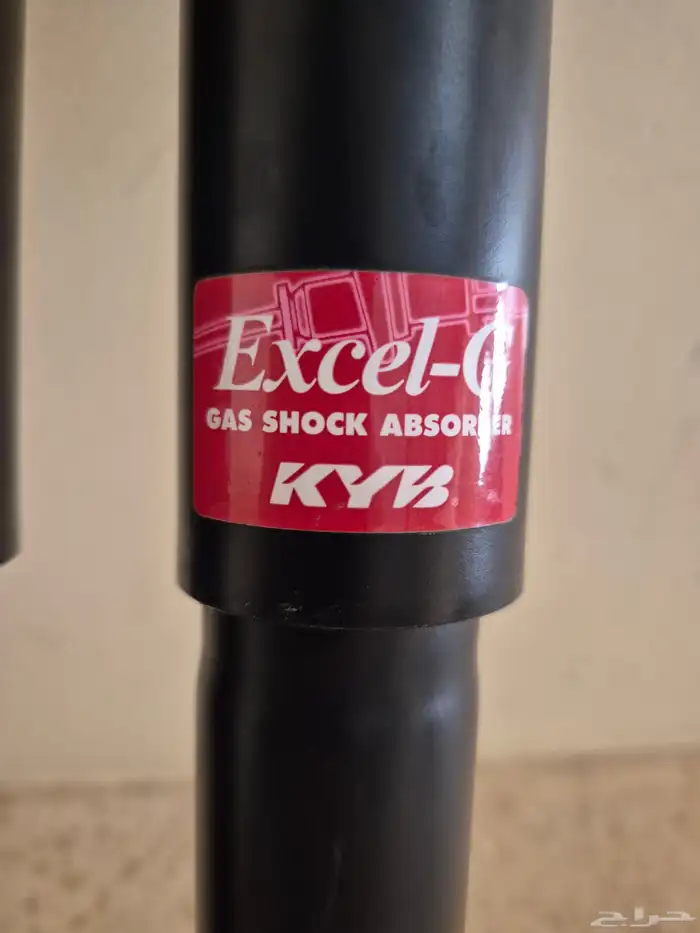 Excel-G
GAS SHOCK ABSORBER
KYB
حراج